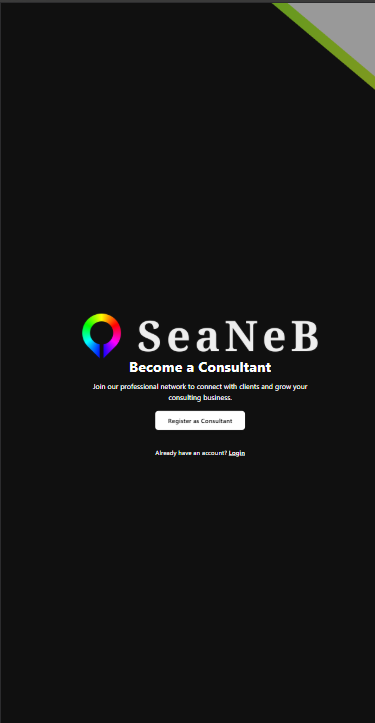 SeaNeB
Become a Consultant
Join our professional network to connect with clients and grow your
consulting business.
Register as Consultant
Already have an account? Login